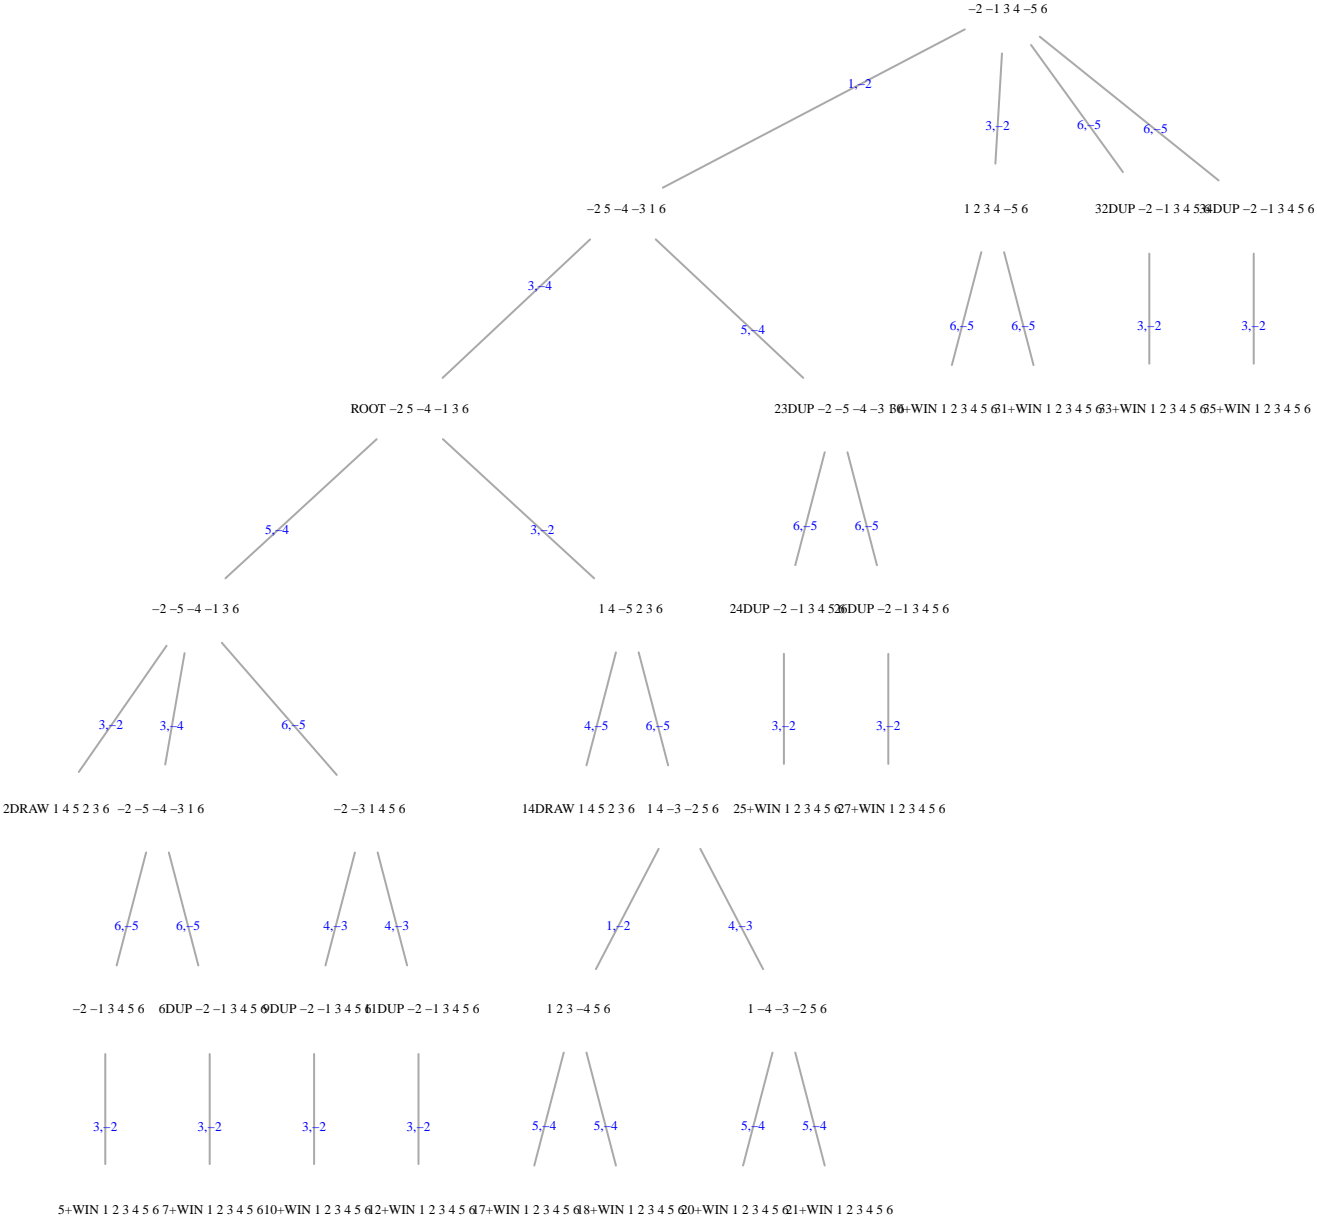 −2 −1 3 4 −5 6
1,−2
3,−2
6,−5
6,−5
−2 5 −4 −3 1 6
1 2 3 4 −5 6
32DUP −2 −1 3 4 5 6
34DUP −2 −1 3 4 5 6
3,−4
5,−4
6,−5
6,−5
3,−2
3,−2
ROOT −2 5 −4 −1 3 6
23DUP −2 −5 −4 −3 1 6
30+WIN 1 2 3 4 5 6
31+WIN 1 2 3 4 5 6
33+WIN 1 2 3 4 5 6
35+WIN 1 2 3 4 5 6
5,−4
3,−2
6,−5
6,−5
−2 −5 −4 −1 3 6
1 4 −5 2 3 6
24DUP −2 −1 3 4 5 6
26DUP −2 −1 3 4 5 6
3,−2
3,−4
6,−5
4,−5
6,−5
3,−2
3,−2
2DRAW 1 4 5 2 3 6
−2 −5 −4 −3 1 6
−2 −3 1 4 5 6
14DRAW 1 4 5 2 3 6
1 4 −3 −2 5 6
25+WIN 1 2 3 4 5 6
27+WIN 1 2 3 4 5 6
6,−5
6,−5
4,−3
4,−3
1,−2
4,−3
−2 −1 3 4 5 6
6DUP −2 −1 3 4 5 6
9DUP −2 −1 3 4 5 6
11DUP −2 −1 3 4 5 6
1 2 3 −4 5 6
1 −4 −3 −2 5 6
3,−2
3,−2
3,−2
3,−2
5,−4
5,−4
5,−4
5,−4
5+WIN 1 2 3 4 5 6
7+WIN 1 2 3 4 5 6
10+WIN 1 2 3 4 5 6
12+WIN 1 2 3 4 5 6
17+WIN 1 2 3 4 5 6
18+WIN 1 2 3 4 5 6
20+WIN 1 2 3 4 5 6
21+WIN 1 2 3 4 5 6